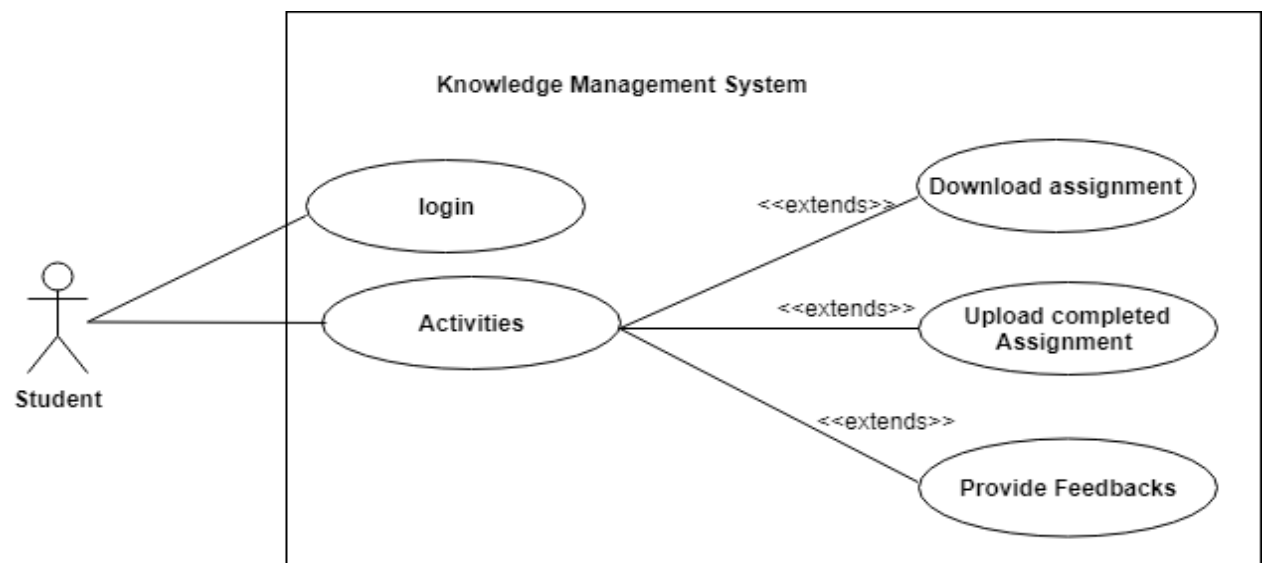 Knowledge Management System
login
Activities
Student
<<extends>>
Download assignment
<<extends>>
Upload completed
Assignment
<<extends>>
Provide Feedbacks